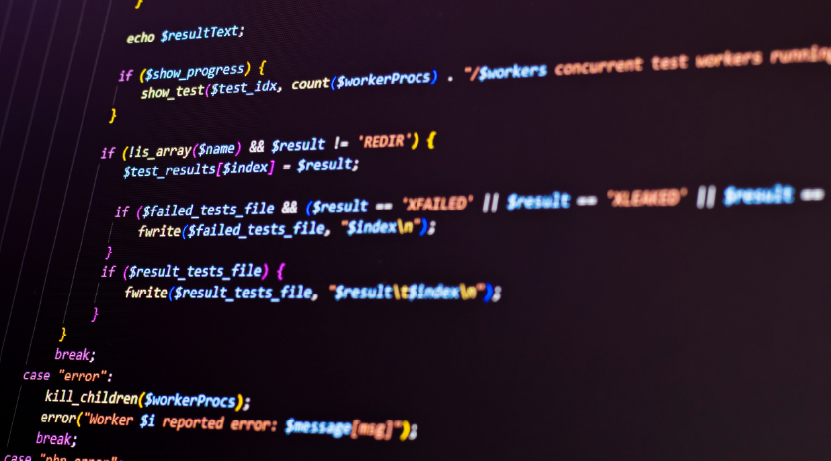 }
echo $resultText;
if ($show_progress) {
show_test($test_idx, count($workerProcs) . "/$workers concurrent test workers running
}
if (!is_array($name) && $result != 'REDIR') {
$test_results[$index] = $result;
if ($failed_tests_file && ($result == 'XFAILED' || $result == 'XLEAKED' || $result ==
fwrite($failed_tests_file, "$index\n");
}
if ($result_tests_file) {
fwrite($result_tests_file, "$result\t$index\n");
}
}
break;
case "error":
kill_children($workerProcs);
error("Worker $i reported error: $message[msg]");
break;
case "php_error":